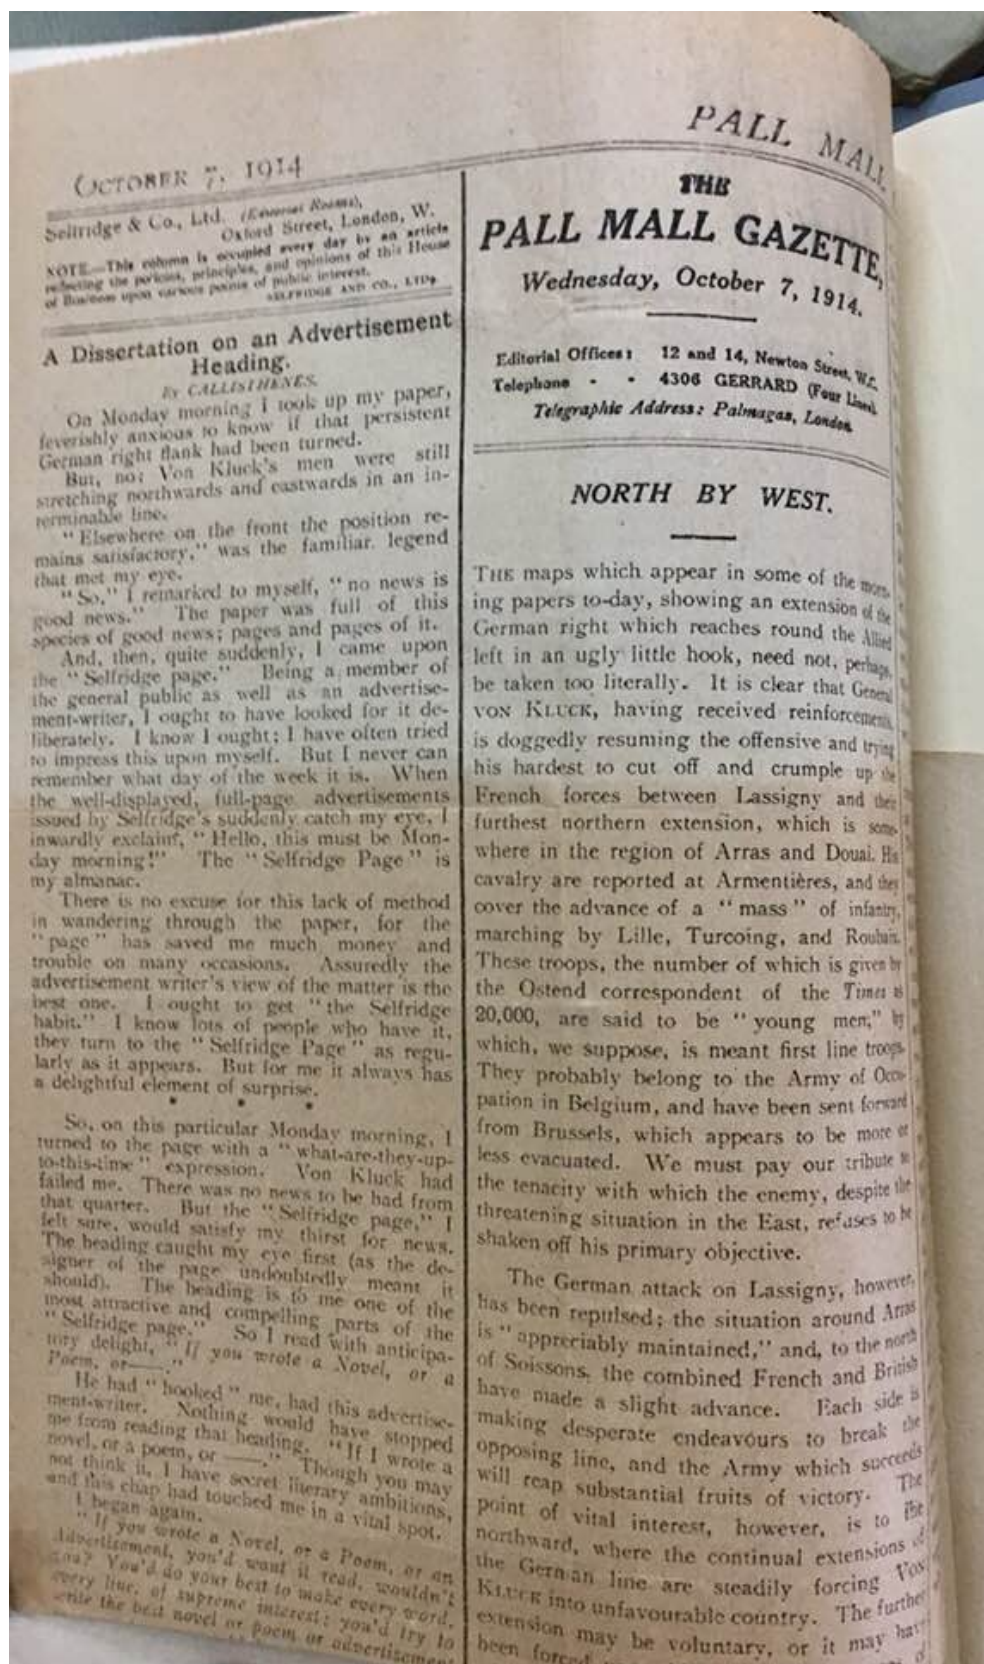 PALL MALL
OCTOBER 7, 1914
Selfridge & Co., Ltd. (Editorial Rooms),
Oxford Street, London, W.
NOTE.—This column is occupied every day by an article
reflecting the policies, principles, and opinions of this House
of Business upon various points of public interest.
SELFRIDGE AND CO., LTD.
A Dissertation on an Advertisement
Heading.
By CALLISTHENES.
On Monday morning I took up my paper,
feverishly anxious to know if that persistent
German right flank had been turned.
But, no; Von Kluck's men were still
stretching northwards and eastwards in an in-
terminable line.
"Elsewhere on the front the position re-
mains satisfactory," was the familiar legend
that met my eye.
"So," I remarked to myself, "no news is
good news." The paper was full of this
species of good news; pages and pages of it.
And, then, quite suddenly, I came upon
the "Selfridge page." Being a member of
the general public as well as an advertise-
ment-writer, I ought to have looked for it de-
liberately. I know I ought; I have often tried
to impress this upon myself. But I never can
remember what day of the week it is. When
the well-displayed, full-page advertisements
issued by Selfridge's suddenly catch my eye, I
inwardly exclaim, "Hello, this must be Mon-
day morning!" The "Selfridge Page" is
my almanac.
There is no excuse for this lack of method
in wandering through the paper, for the
"page" has saved me much money and
trouble on many occasions. Assuredly the
advertisement writer's view of the matter is the
best one. I ought to get "the Selfridge
habit." I know lots of people who have it,
they turn to the "Selfridge Page" as regu-
larly as it appears. But for me it always has
a delightful element of surprise.
* * *
So, on this particular Monday morning, I
turned to the page with a "what-are-they-up-
to-this-time" expression. Von Kluck had
failed me. There was no news to be had from
that quarter. But the "Selfridge page," I
felt sure, would satisfy my thirst for news.
The heading caught my eye first (as the de-
signer of the page undoubtedly meant it
should). The heading is to me one of the
most attractive and compelling parts of the
"Selfridge page." So I read with anticipa-
tory delight, "If you wrote a Novel, or a
Poem, or——."
He had "hooked" me, had this advertise-
ment-writer. Nothing would have stopped
me from reading that heading. "If I wrote a
novel, or a poem, or ——." Though you may
not think it, I have secret literary ambitions,
and this chap had touched me in a vital spot.
I began again.
"If you wrote a Novel, or a Poem, or an
Advertisement, you'd want it read, wouldn't
you? You'd do your best to make every word,
every line, of supreme interest; you'd try to
write the best novel or poem or advertisement
THE
PALL MALL GAZETTE,
Wednesday, October 7, 1914.
Editorial Offices: 12 and 14, Newton Street, W.C.
Telephone - - 4306 GERRARD (Four Lines).
Telegraphic Address: Palmagas, London.
NORTH BY WEST.
THE maps which appear in some of the morn-
ing papers to-day, showing an extension of the
German right which reaches round the Allied
left in an ugly little hook, need not, perhaps,
be taken too literally. It is clear that General
VON KLUCK, having received reinforcements,
is doggedly resuming the offensive and trying
his hardest to cut off and crumple up the
French forces between Lassigny and their
furthest northern extension, which is some-
where in the region of Arras and Douai. His
cavalry are reported at Armentières, and they
cover the advance of a "mass" of infantry,
marching by Lille, Turcoing, and Roubaix.
These troops, the number of which is given by
the Ostend correspondent of the Times as
20,000, are said to be "young men," by
which, we suppose, is meant first line troops.
They probably belong to the Army of Occu-
pation in Belgium, and have been sent forward
from Brussels, which appears to be more or
less evacuated. We must pay our tribute to
the tenacity with which the enemy, despite the
threatening situation in the East, refuses to be
shaken off his primary objective.
The German attack on Lassigny, however,
has been repulsed; the situation around Arras
is "appreciably maintained," and, to the north
of Soissons, the combined French and British
have made a slight advance. Each side is
making desperate endeavours to break the
opposing line, and the Army which succeeds
will reap substantial fruits of victory. The
point of vital interest, however, is to the
northward, where the continual extensions of
the German line are steadily forcing VON
KLUCK into unfavourable country. The further
extension may be voluntary, or it may have
been forced